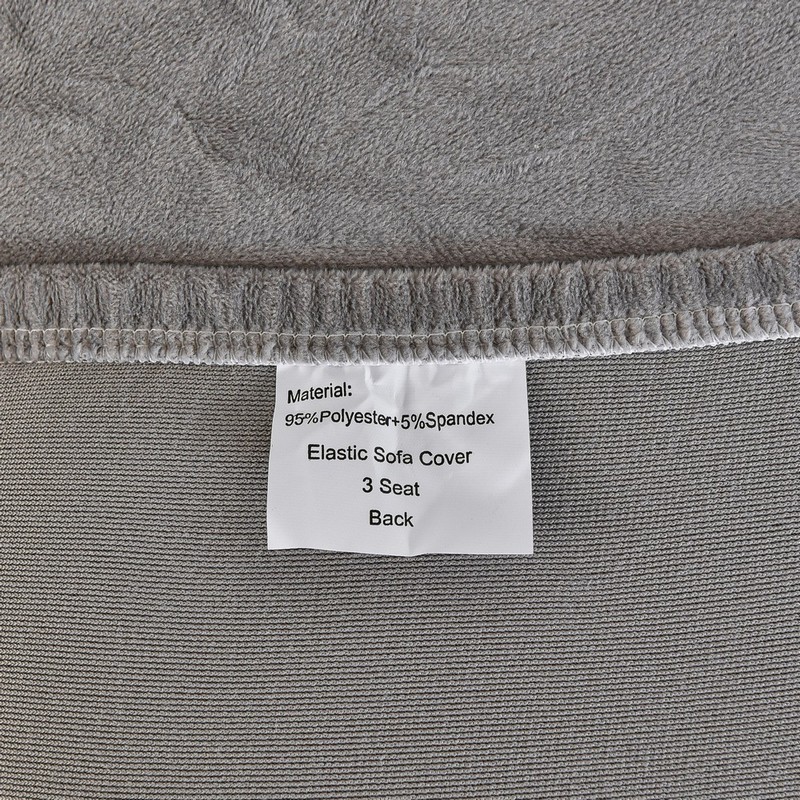 Material:
95%Polyester+5%Spandex
Elastic Sofa Cover
3 Seat
Back